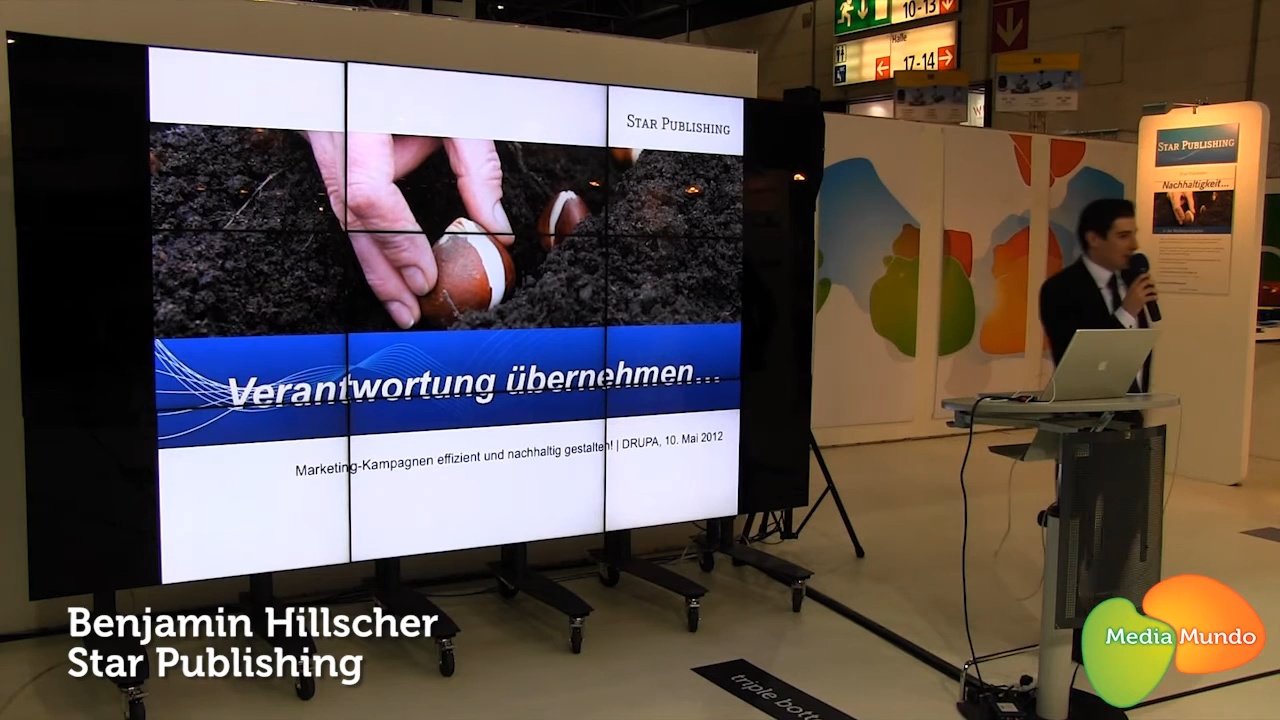 10-13
Halle
17-14
STAR PUBLISHING
STAR PUBLISHING
Nachhaltigkeit...
Verantwortung übernehmen...
Marketing-Kampagnen effizient und nachhaltig gestalten! | DRUPA, 10. Mai 2012
Benjamin Hillscher
Star Publishing
Media Mundo
triple bott